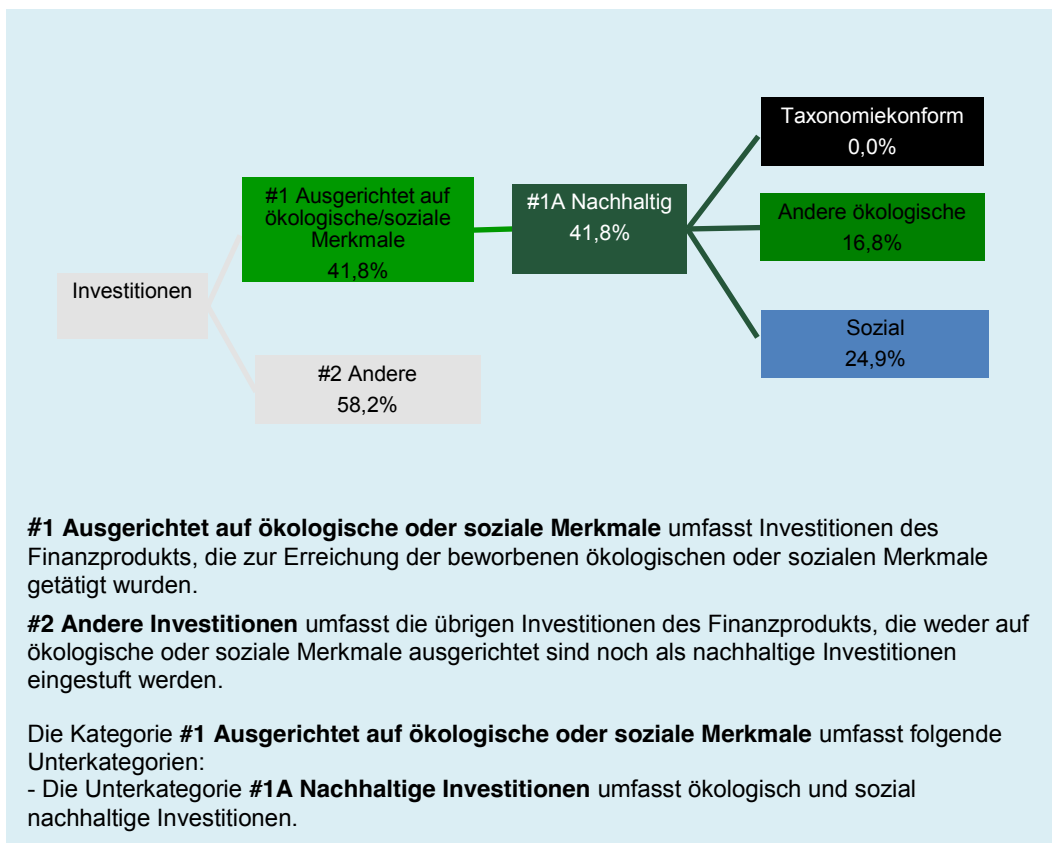 Taxonomiekonform
0,0%
#1 Ausgerichtet auf
ökologische/soziale
Merkmale
41,8%
#1A Nachhaltig
41,8%
Andere ökologische
16,8%
Investitionen
Sozial
24,9%
#2 Andere
58,2%
#1 Ausgerichtet auf ökologische oder soziale Merkmale umfasst Investitionen des
Finanzprodukts, die zur Erreichung der beworbenen ökologischen oder sozialen Merkmale
getätigt wurden.
#2 Andere Investitionen umfasst die übrigen Investitionen des Finanzprodukts, die weder auf
ökologische oder soziale Merkmale ausgerichtet sind noch als nachhaltige Investitionen
eingestuft werden.
Die Kategorie #1 Ausgerichtet auf ökologische oder soziale Merkmale umfasst folgende
Unterkategorien:
- Die Unterkategorie #1A Nachhaltige Investitionen umfasst ökologisch und sozial
nachhaltige Investitionen.